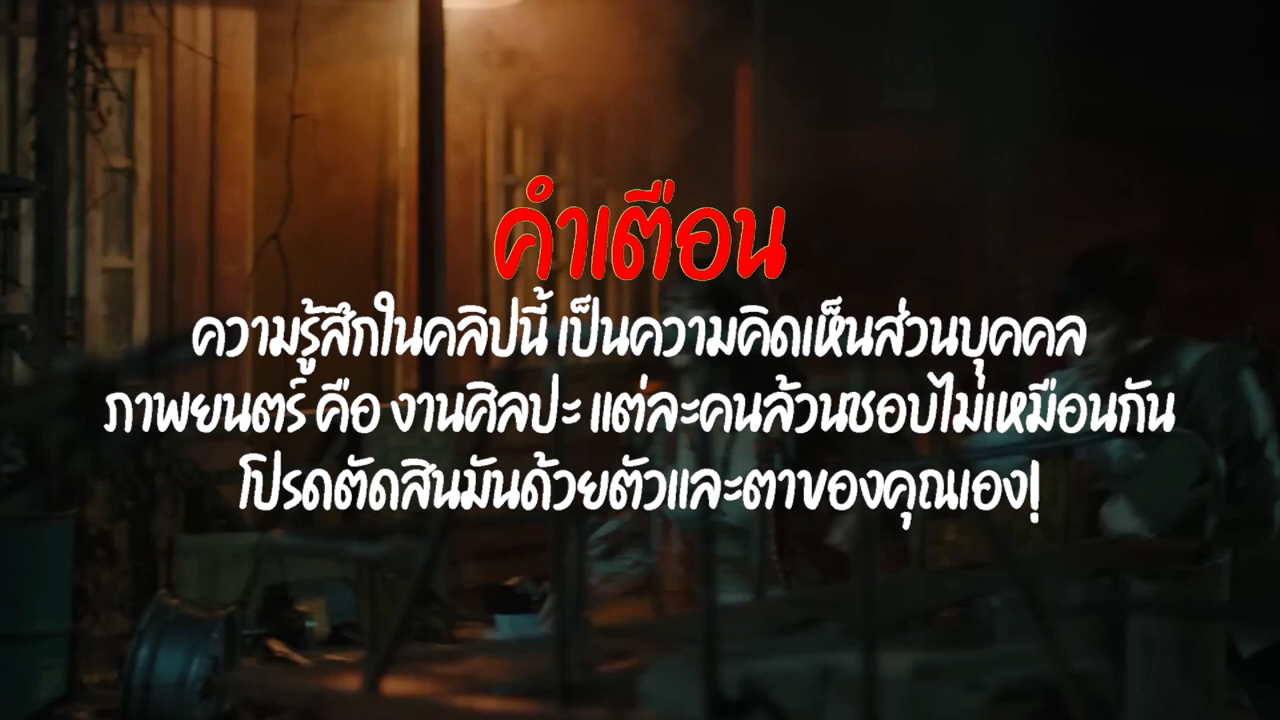 คำเตือน
ความรู้สึกในคลิปนี้ เป็นความคิดเห็นส่วนบุคคล
ภาพยนตร์ คือ งานศิลปะ แต่ละคนล้วนชอบไม่เหมือนกัน
โปรดตัดสินมันด้วยตัวและตาของคุณเอง!